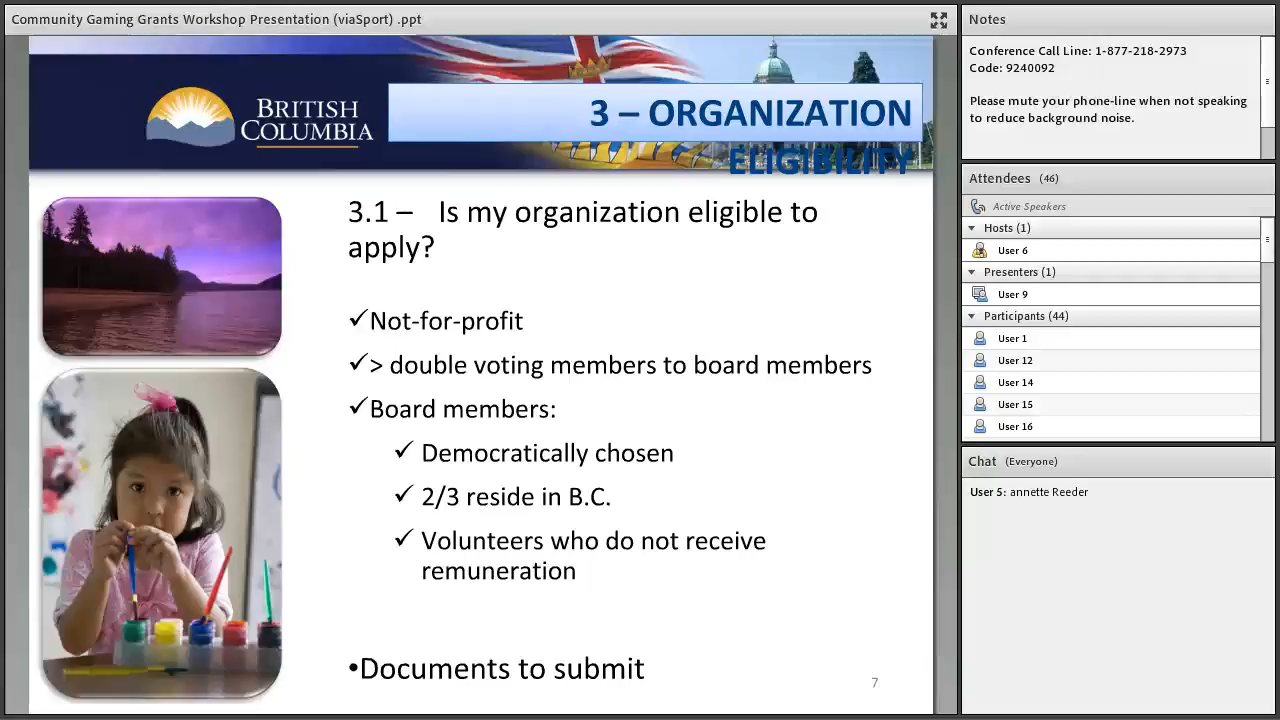 Community Gaming Grants Workshop Presentation (viaSport) .ppt
BRITISH
COLUMBIA
3 – ORGANIZATION
ELIGIBILITY
3.1 – Is my organization eligible to
apply?
✓Not-for-profit
✓> double voting members to board members
✓Board members:
✓ Democratically chosen
✓ 2/3 reside in B.C.
✓ Volunteers who do not receive
remuneration
•Documents to submit
7
Notes
Conference Call Line: 1-877-218-2973
Code: 9240092
Please mute your phone-line when not speaking
to reduce background noise.
Attendees (46)
Active Speakers
Hosts (1)
User 6
Presenters (1)
User 9
Participants (44)
User 1
User 12
User 14
User 15
User 16
Chat (Everyone)
User 5: annette Reeder